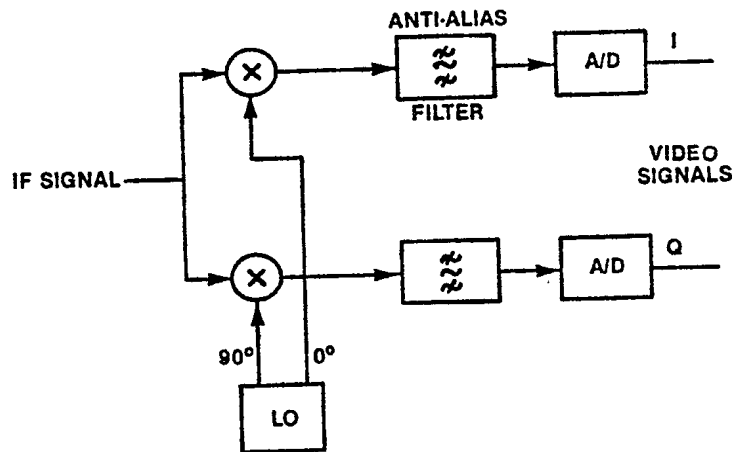 ANTI-ALIAS
FILTER
A/D
I
IF SIGNAL
VIDEO
SIGNALS
A/D
Q
90°
0°
LO